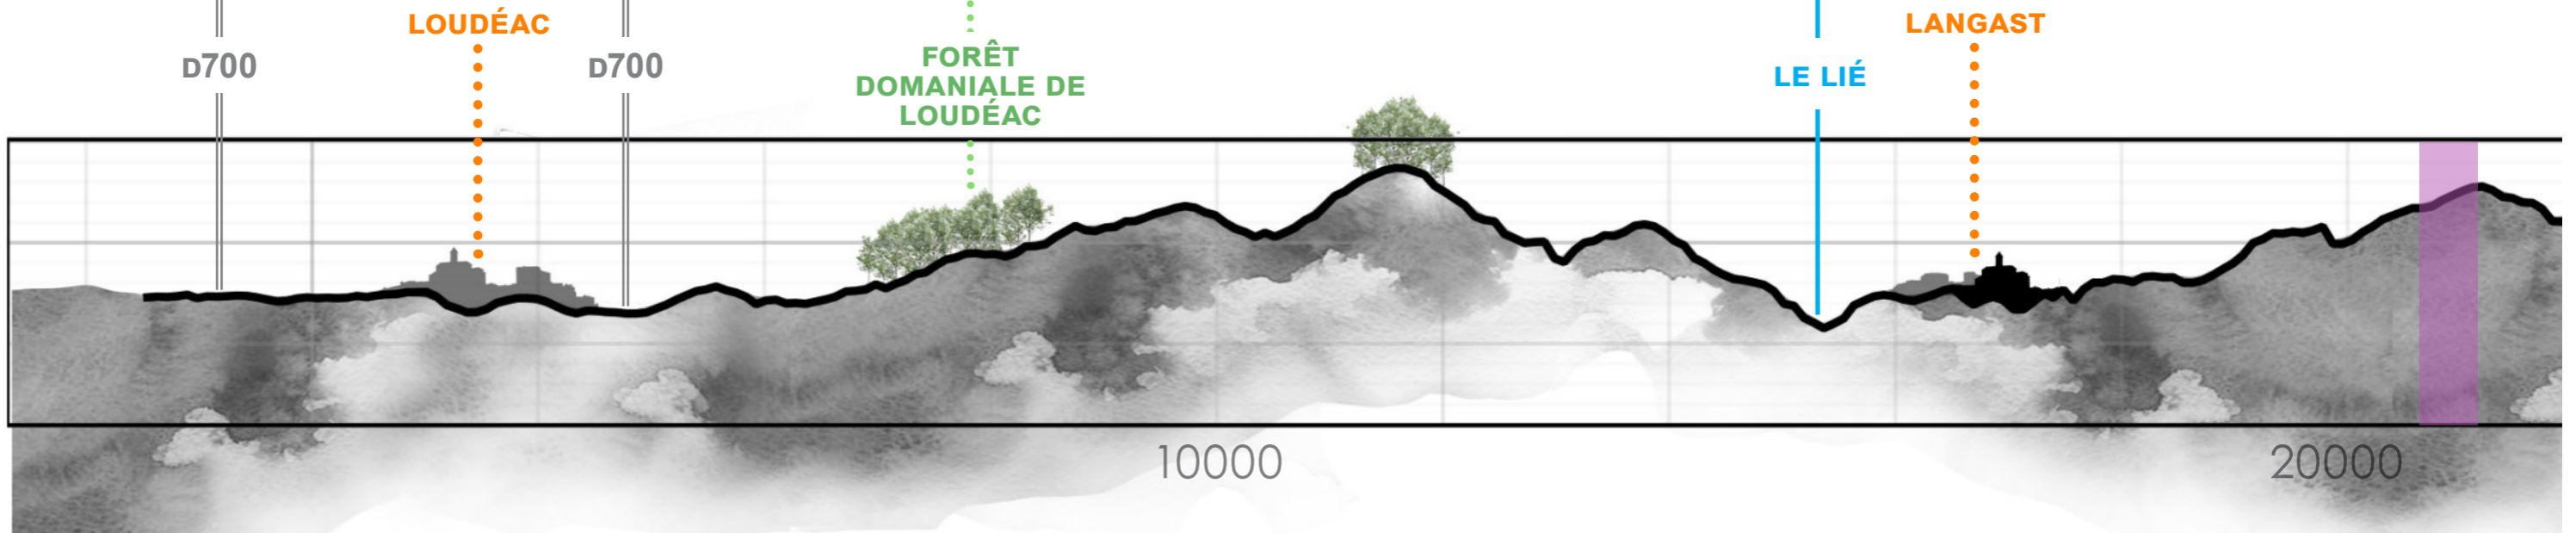 LOUDÉAC
D700
D700
FORÊT
DOMANIALE DE
LOUDÉAC
LE LIÉ
LANGAST
10000
20000